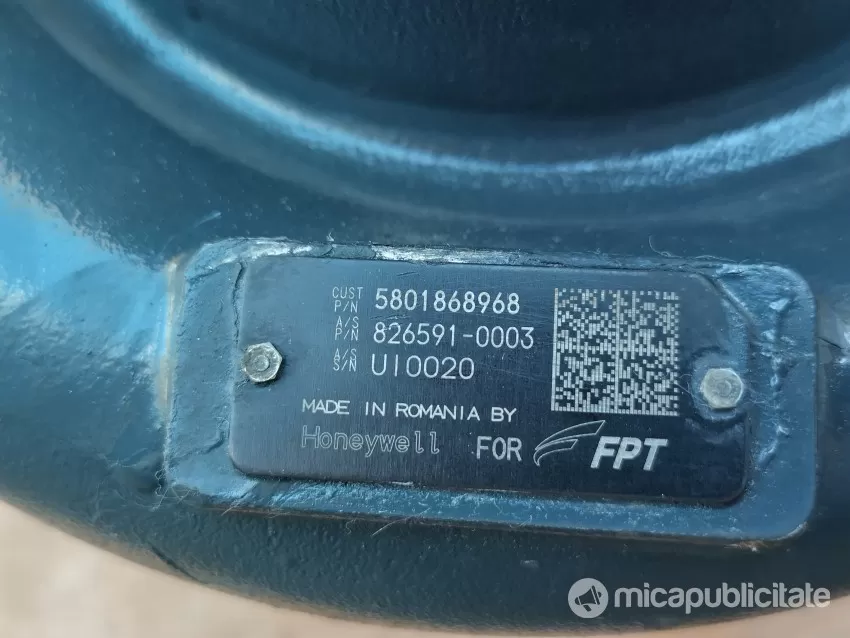 CUST P/N 5801868968
A/S P/N 826591-0003
A/S S/N UI0020
MADE IN ROMANIA BY
Honeywell FOR FPT
micapublicitate